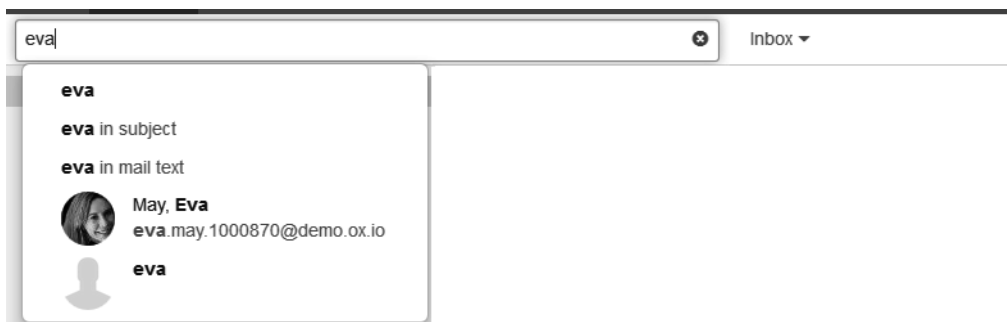 eva
Inbox
eva
eva in subject
eva in mail text
May, Eva
eva.may.1000870@demo.ox.io
eva